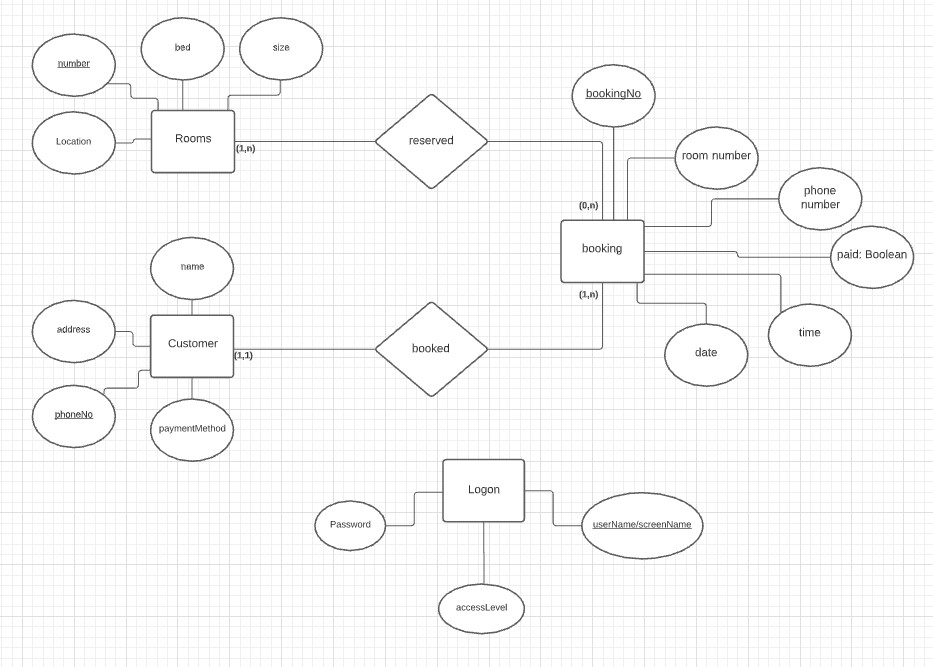 number
bed
size
Location
Rooms
(1,n)
reserved
bookingNo
room number
phone
number
paid: Boolean
time
date
(0,n)
booking
(1,n)
name
address
Customer
(1,1)
phoneNo
paymentMethod
booked
Logon
Password
userName/screenName
accessLevel